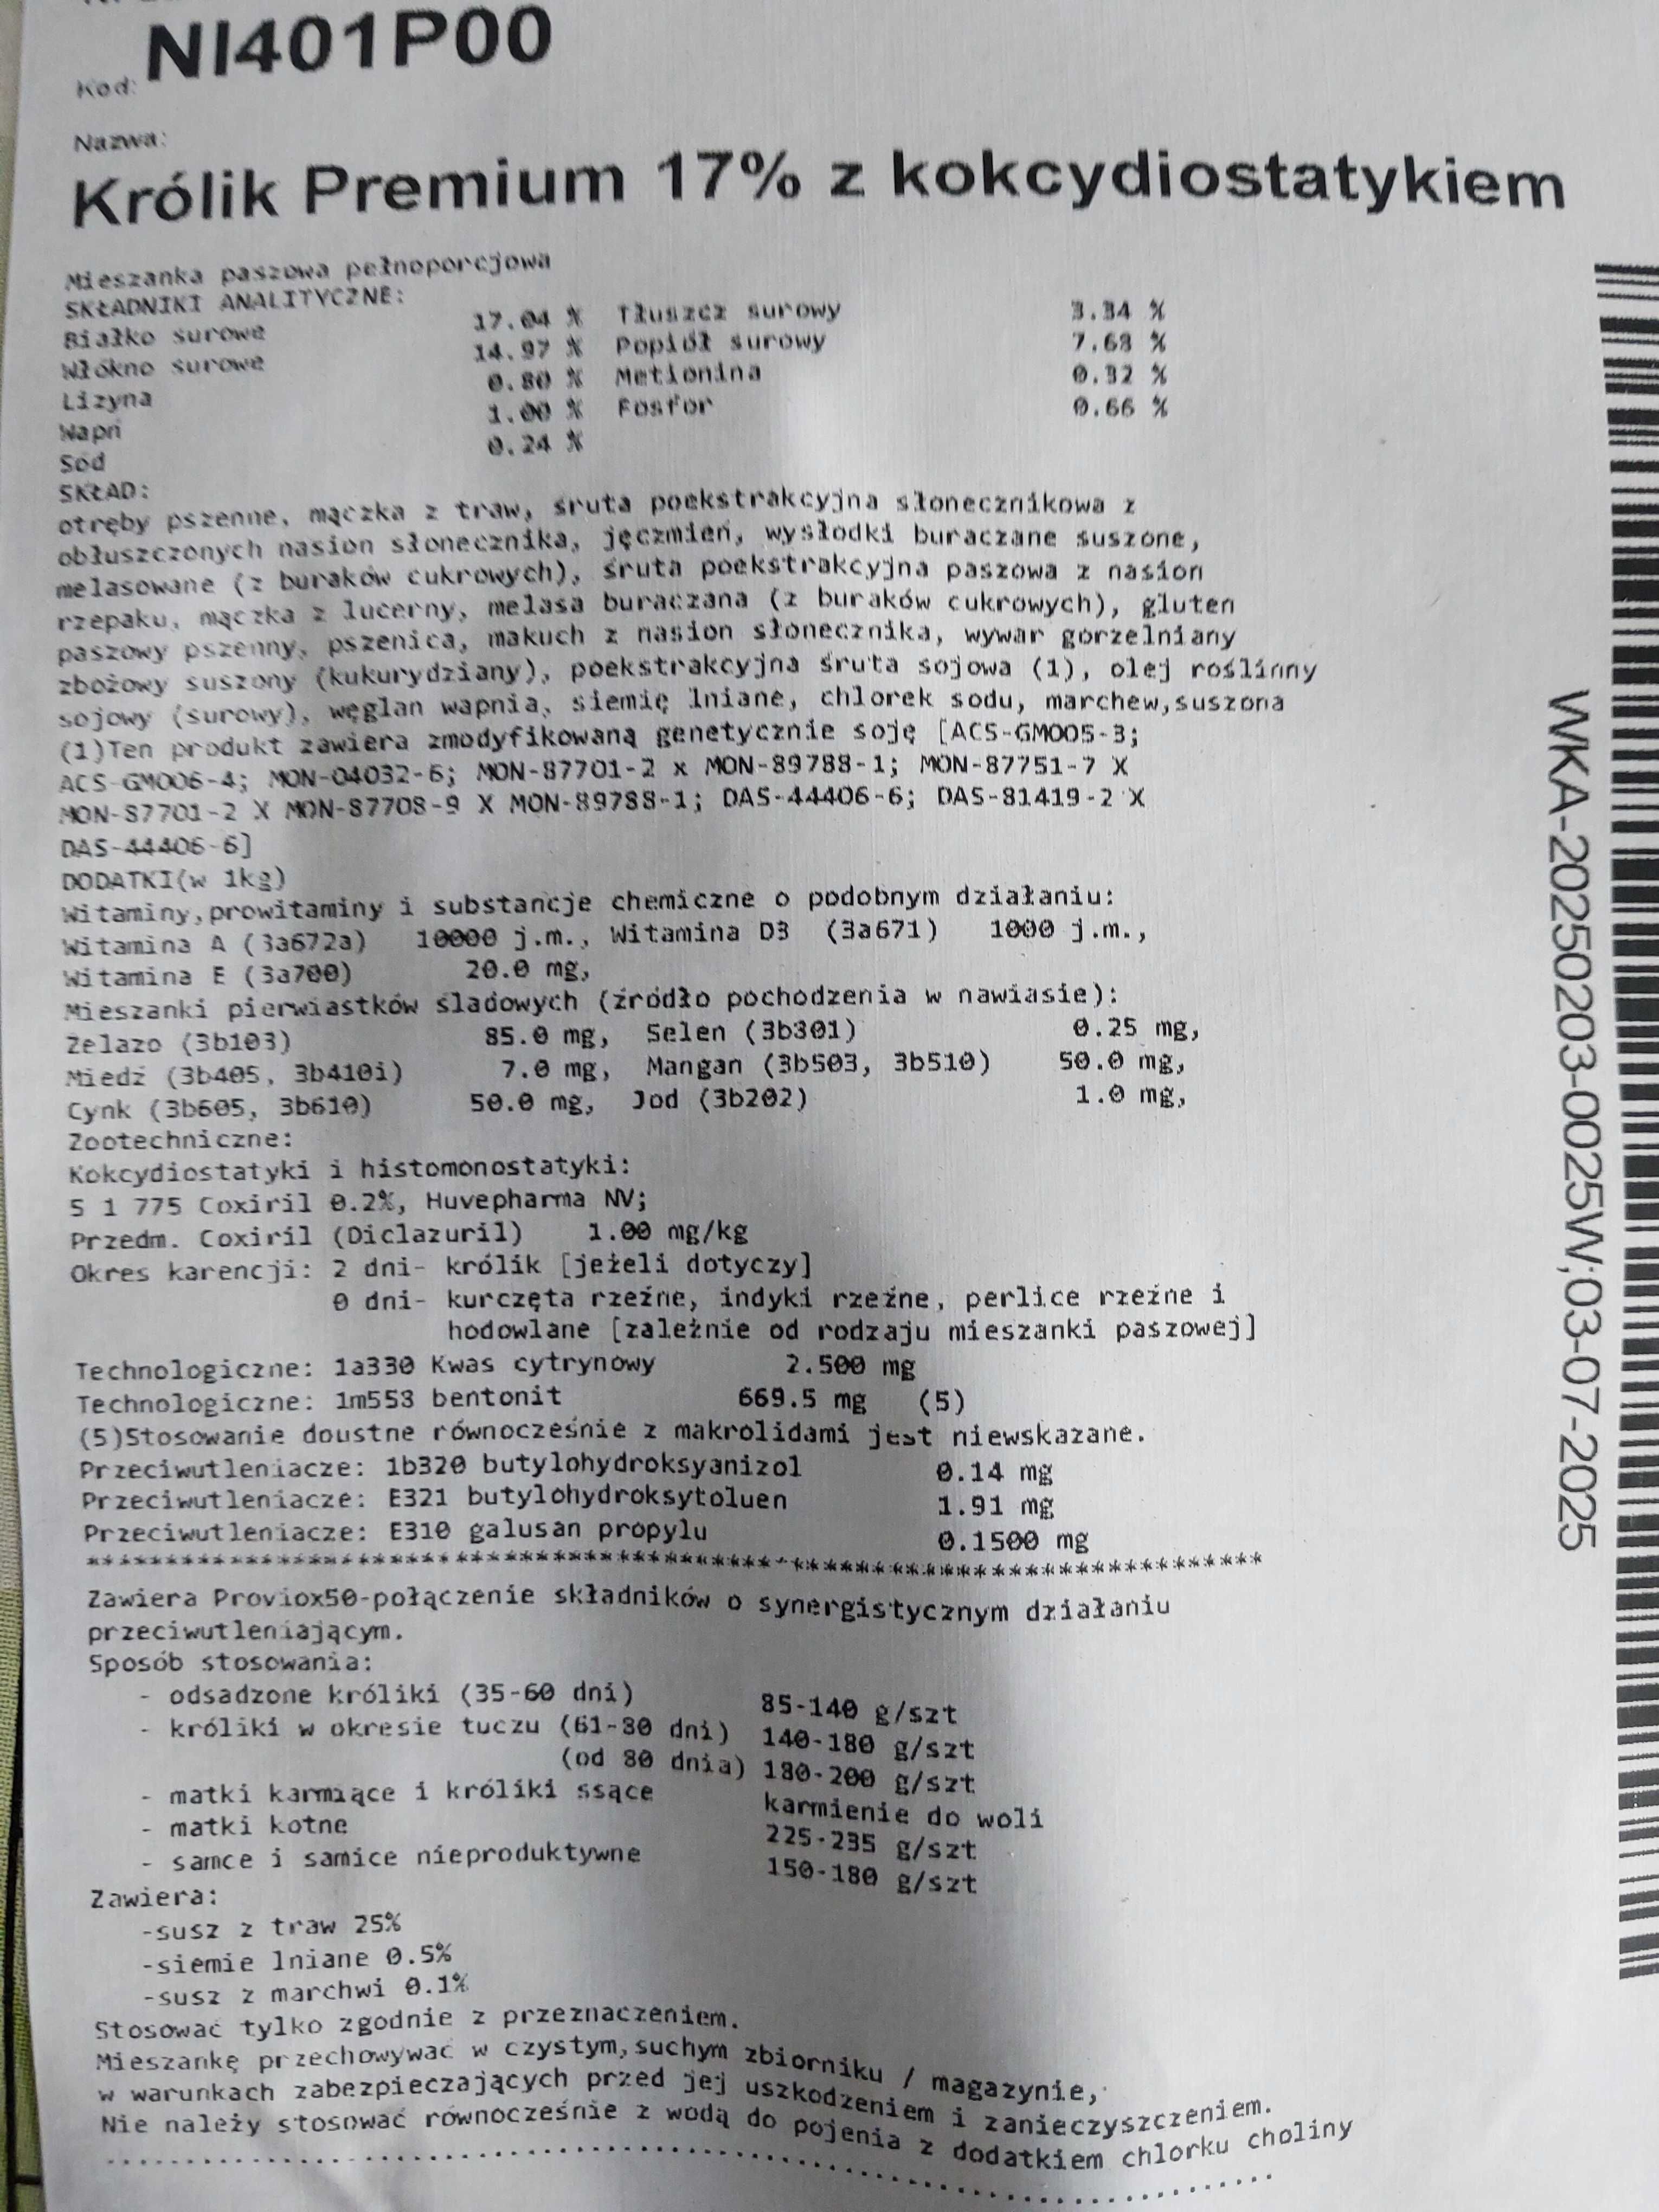 Kod: NI401P00
Nazwa:
Królik Premium 17% z kokcydiostatykiem
Mieszanka paszowa pełnoporcjowa
SKŁADNIKI ANALITYCZNE:
Białko surowe 17.04 % Tłuszcz surowy 3.34 %
Włókno surowe 14.97 % Popiół surowy 7.68 %
Lizyna 0.80 % Metionina 0.32 %
Wapń 1.00 % Fosfor 0.66 %
Sód 0.24 %
SKŁAD:
otręby pszenne, mączka z traw, śruta poekstrakcyjna słonecznikowa z
obłuszczonych nasion słonecznika, jęczmień, wysłodki buraczane suszone,
melasowane (z buraków cukrowych), śruta poekstrakcyjna paszowa z nasion
rzepaku, mączka z lucerny, melasa buraczana (z buraków cukrowych), gluten
paszowy pszenny, pszenica, makuch z nasion słonecznika, wywar gorzelniany
zbożowy suszony (kukurydziany), poekstrakcyjna śruta sojowa (1), olej roślinny
sojowy (surowy), węglan wapnia, siemię lniane, chlorek sodu, marchew,suszona
(1)Ten produkt zawiera zmodyfikowaną genetycznie soję [ACS-GMO05-3;
ACS-GMO06-4; MON-04032-6; MON-87701-2 x MON-89788-1; MON-87751-7 X
MON-87701-2 X MON-87708-9 X MON-89788-1; DAS-44406-6; DAS-81419-2 X
DAS-44406-6]
DODATKI(w 1kg)
Witaminy,prowitaminy i substancje chemiczne o podobnym działaniu:
Witamina A (3a672a) 10000 j.m., Witamina D3 (3a671) 1000 j.m.,
Witamina E (3a700) 20.0 mg,
Mieszanki pierwiastków śladowych (źródło pochodzenia w nawiasie):
Żelazo (3b103) 85.0 mg, Selen (3b301) 0.25 mg,
Miedź (3b405, 3b410i) 7.0 mg, Mangan (3b503, 3b510) 50.0 mg,
Cynk (3b605, 3b610) 50.0 mg, Jod (3b202) 1.0 mg,
Zootechniczne:
Kokcydiostatyki i histomonostatyki:
5 1 775 Coxiril 0.2%, Huvepharma NV;
Przedm. Coxiril (Diclazuril) 1.00 mg/kg
Okres karencji: 2 dni- królik [jeżeli dotyczy]
0 dni- kurczęta rzeźne, indyki rzeźne, perlice rzeźne i
hodowlane [zależnie od rodzaju mieszanki paszowej]
Technologiczne: 1a330 Kwas cytrynowy 2.500 mg
Technologiczne: 1m558 bentonit 669.5 mg (5)
(5)Stosowanie doustne równocześnie z makrolidami jest niewskazane.
Przeciwutleniacze: 1b320 butylohydroksyanizol 0.14 mg
Przeciwutleniacze: E321 butylohydroksytoluen 1.91 mg
Przeciwutleniacze: E310 galusan propylu 0.1500 mg
Zawiera Proviox50-połączenie składników o synergistycznym działaniu
przeciwutleniającym.
Sposób stosowania:
- odsadzone króliki (35-60 dni) 85-140 g/szt
- króliki w okresie tuczu (61-80 dni) 140-180 g/szt
(od 80 dnia) 180-200 g/szt
- matki karmiące i króliki ssące karmienie do woli
- matki kotne 225-235 g/szt
- samce i samice nieproduktywne 150-180 g/szt
Zawiera:
-susz z traw 25%
-siemie lniane 0.5%
-susz z marchwi 0.1%
Stosować tylko zgodnie z przeznaczeniem.
Mieszankę przechowywać w czystym,suchym zbiorniku / magazynie,
w warunkach zabezpieczających przed jej uszkodzeniem i zanieczyszczeniem.
Nie należy stosować równocześnie z wodą do pojenia z dodatkiem chlorku choliny
WKA-20250203-0025W;03-07-2025